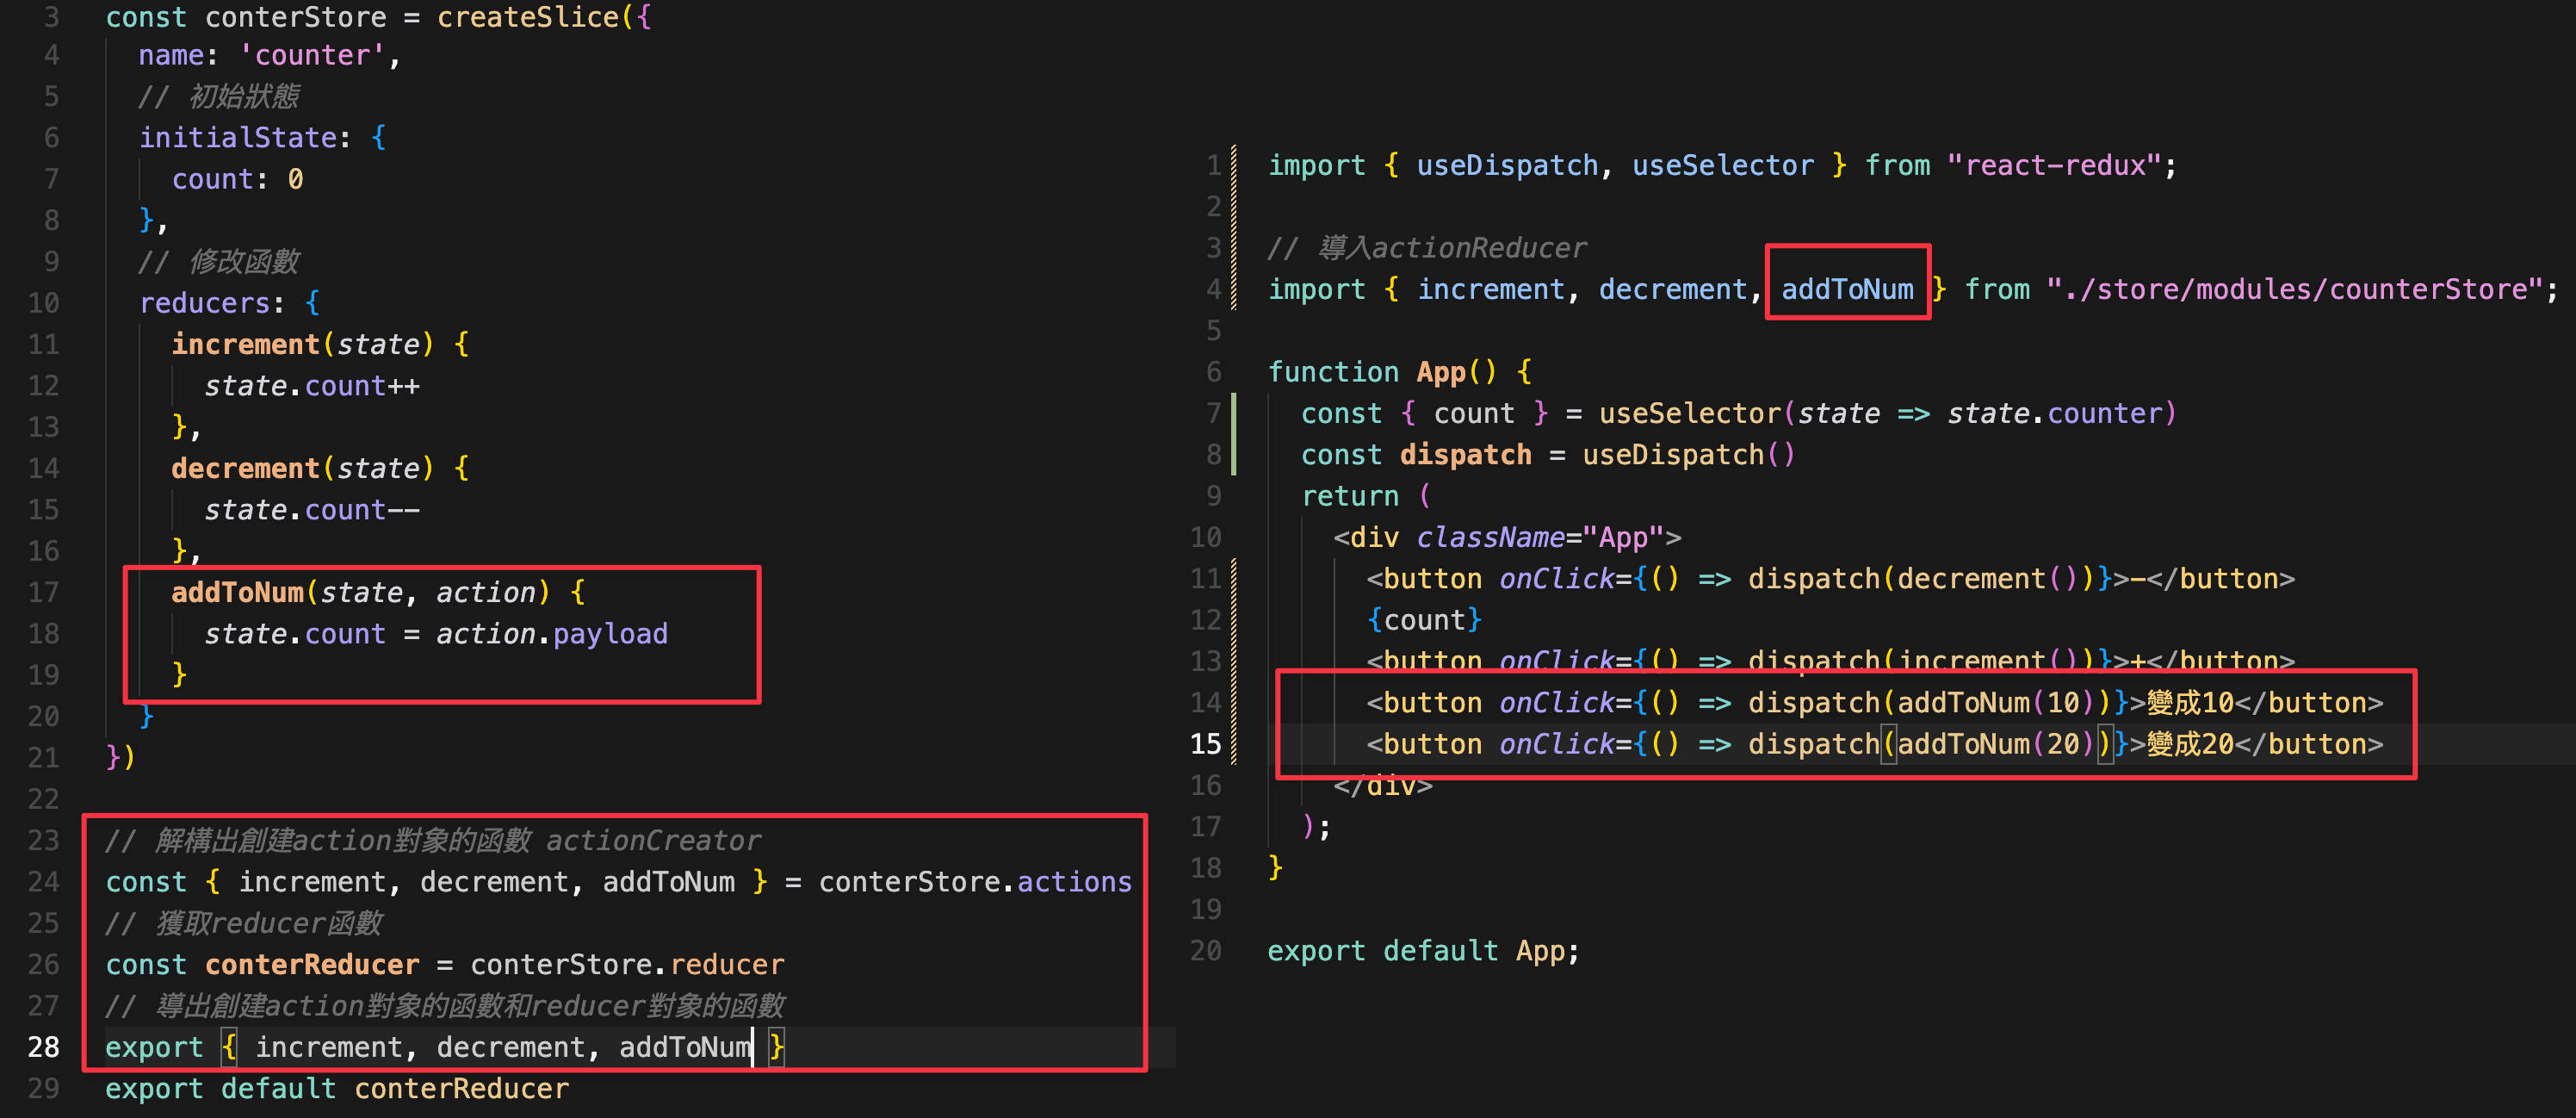 3 const conterStore = createSlice({
4 name: 'counter',
5 // 初始狀態
6 initialState: {
7 count: 0
8 },
9 // 修改函數
10 reducers: {
11 increment(state) {
12 state.count++
13 },
14 decrement(state) {
15 state.count--
16 },
17 addToNum(state, action) {
18 state.count = action.payload
19 }
20 }
21 })
22
23 // 解構出創建action對象的函數 actionCreator
24 const { increment, decrement, addToNum } = conterStore.actions
25 // 獲取reducer函數
26 const conterReducer = conterStore.reducer
27 // 導出創建action對象的函數和reducer對象的函數
28 export { increment, decrement, addToNum }
29 export default conterReducer
1 import { useDispatch, useSelector } from "react-redux";
2
3 // 導入actionReducer
4 import { increment, decrement, addToNum } from "./store/modules/counterStore";
5
6 function App() {
7 const { count } = useSelector(state => state.counter)
8 const dispatch = useDispatch()
9 return (
10 <div className="App">
11 <button onClick={() => dispatch(decrement())}>-</button>
12 {count}
13 <button onClick={() => dispatch(increment())}>+</button>
14 <button onClick={() => dispatch(addToNum(10))}>變成10</button>
15 <button onClick={() => dispatch(addToNum(20))}>變成20</button>
16 </div>
17 );
18 }
19
20 export default App;